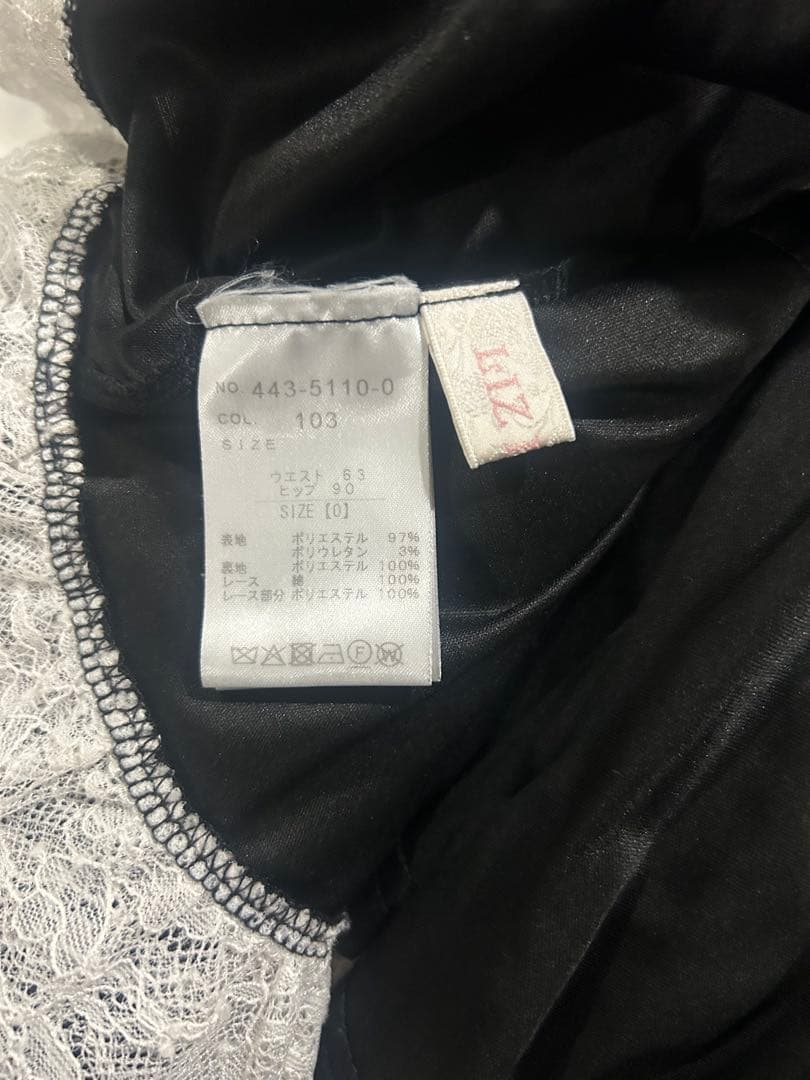 NO. 443-5110-0
COL. 103
SIZE
ウエスト 63
ヒップ 90
SIZE【0】
表地 ポリエステル 97%
ポリウレタン 3%
裏地 ポリエステル 100%
レース 綿 100%
レース部分 ポリエステル 100%
F W
LIZ